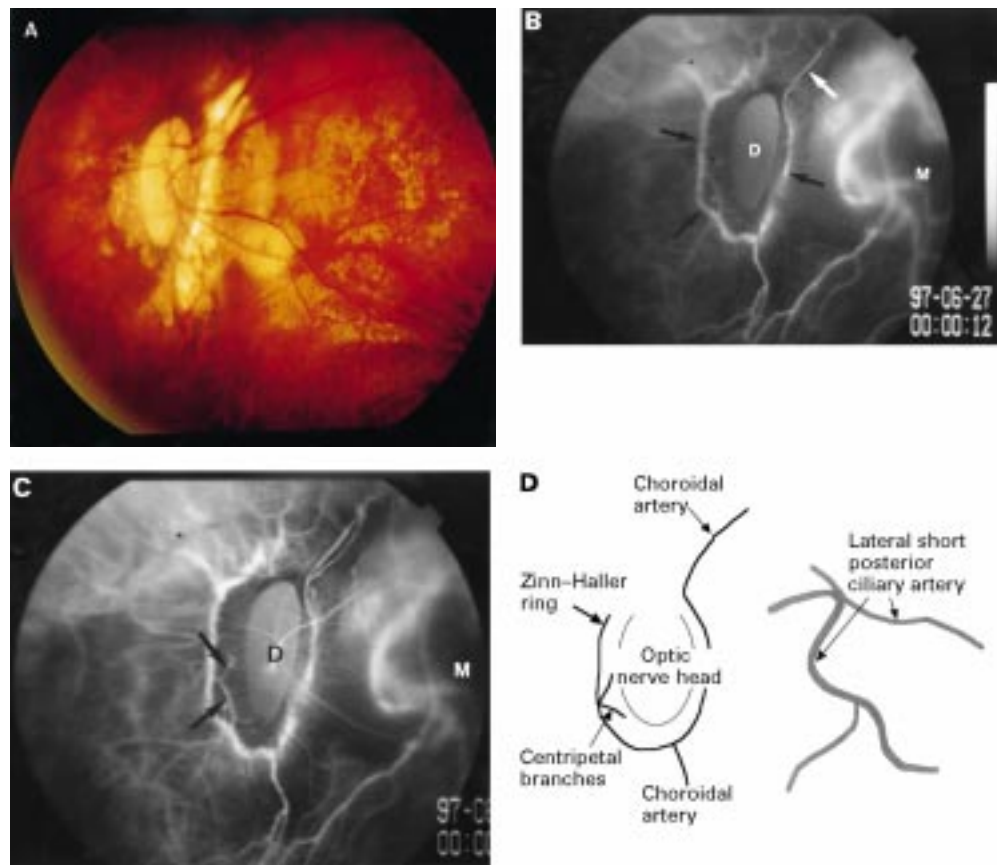 A
B
D
M
97-06-27
00:00:12
C
D
M
D
Choroidal
artery
Lateral short
posterior
ciliary artery
Zinn–Haller
ring
Optic
nerve head
Centripetal
branches
Choroidal
artery